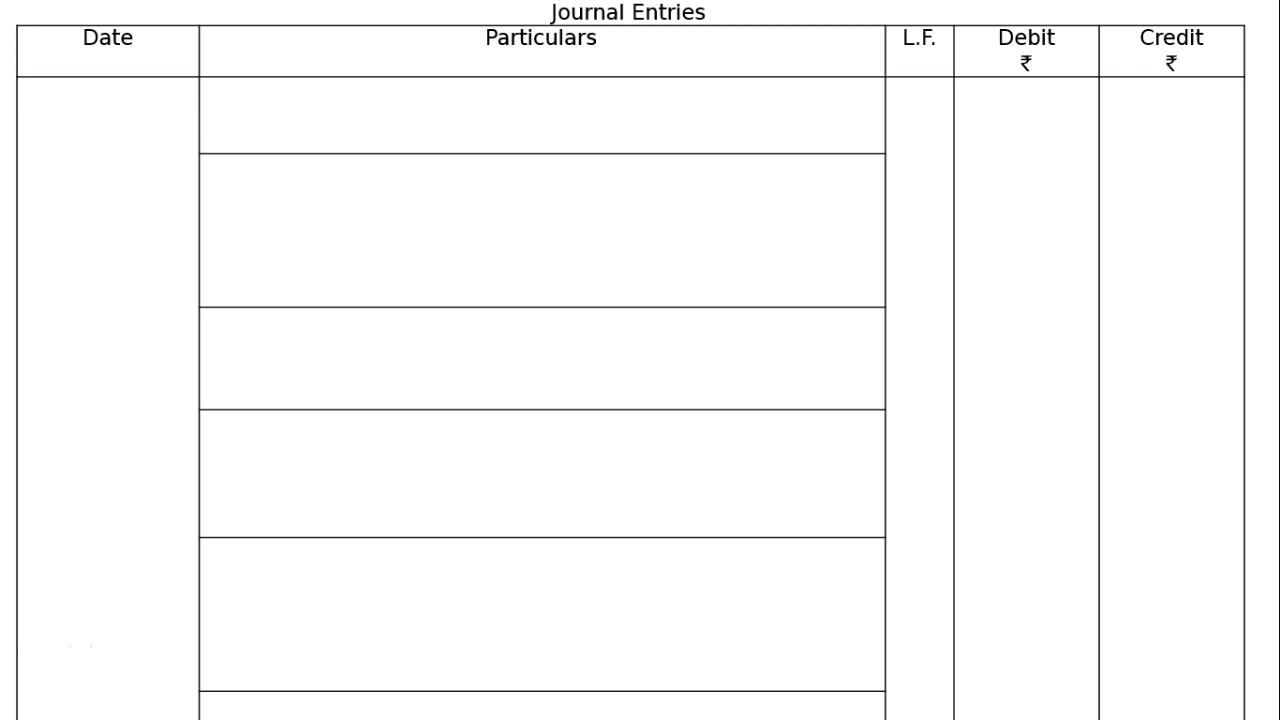 Journal Entries
Date Particulars L.F. Debit Credit
₹ ₹